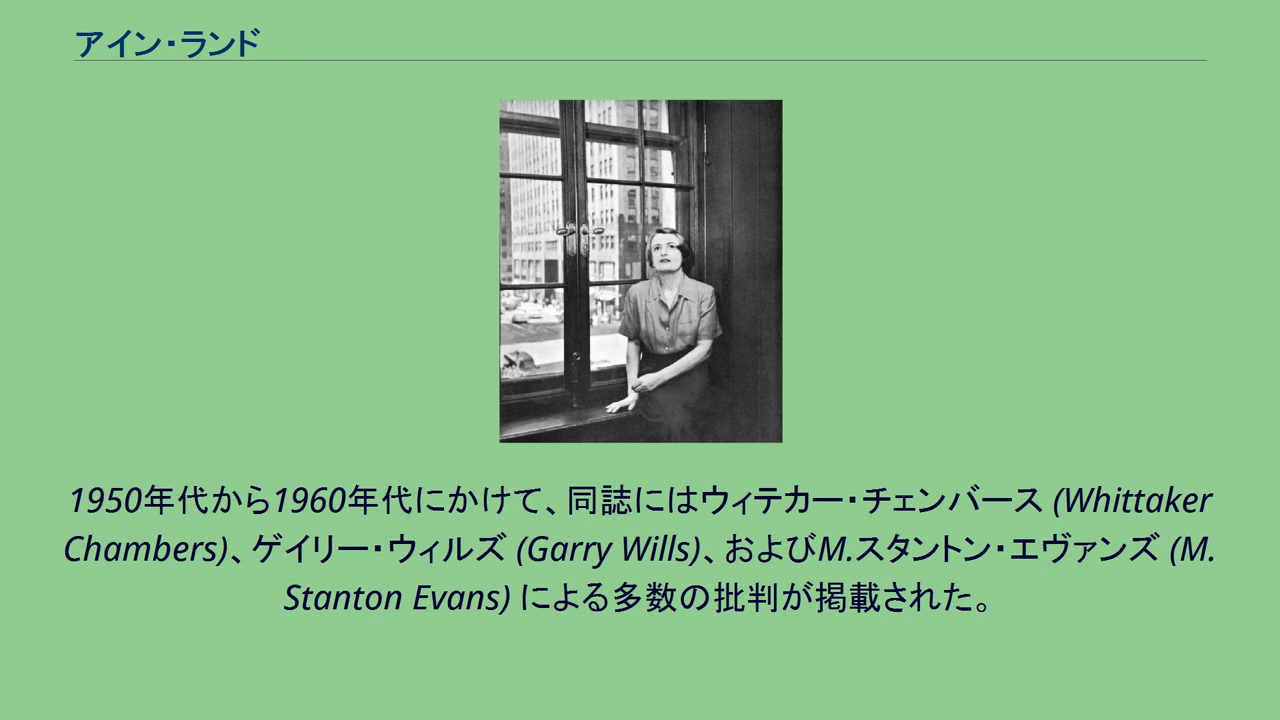 アイン・ランド
1950年代から1960年代にかけて、同誌にはウィテカー・チェンバース (Whittaker
Chambers)、ゲイリー・ウィルズ (Garry Wills)、およびM.スタントン・エヴァンズ (M.
Stanton Evans) による多数の批判が掲載された。